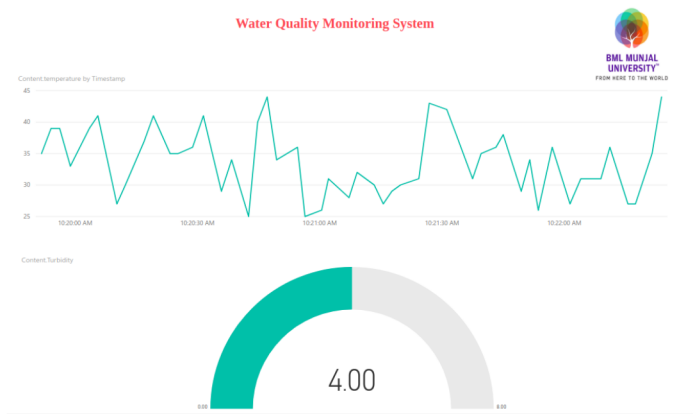 Water Quality Monitoring System
BML MUNJAL
UNIVERSITY™
FROM HERE TO THE WORLD
Content.temperature by Timestamp
45
40
35
30
25
10:20:00 AM 10:20:30 AM 10:21:00 AM 10:21:30 AM 10:22:00 AM
Content.Turbidity
4.00
0.00 8.00